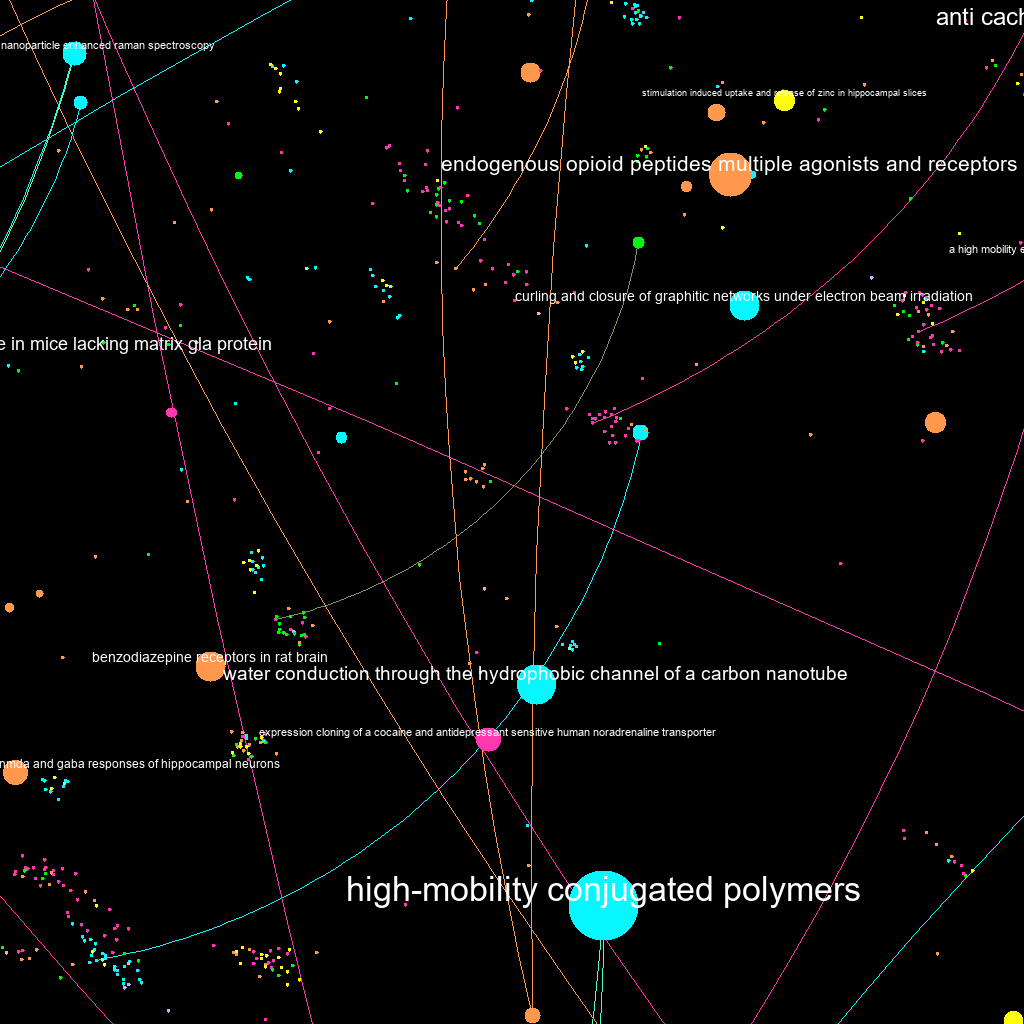 anti cach
nanoparticle enhanced raman spectroscopy
stimulation induced uptake and release of zinc in hippocampal slices
endogenous opioid peptides multiple agonists and receptors
a high mobility e
curling and closure of graphitic networks under electron beam irradiation
e in mice lacking matrix gla protein
benzodiazepine receptors in rat brain
water conduction through the hydrophobic channel of a carbon nanotube
expression cloning of a cocaine and antidepressant sensitive human noradrenaline transporter
nmda and gaba responses of hippocampal neurons
high-mobility conjugated polymers